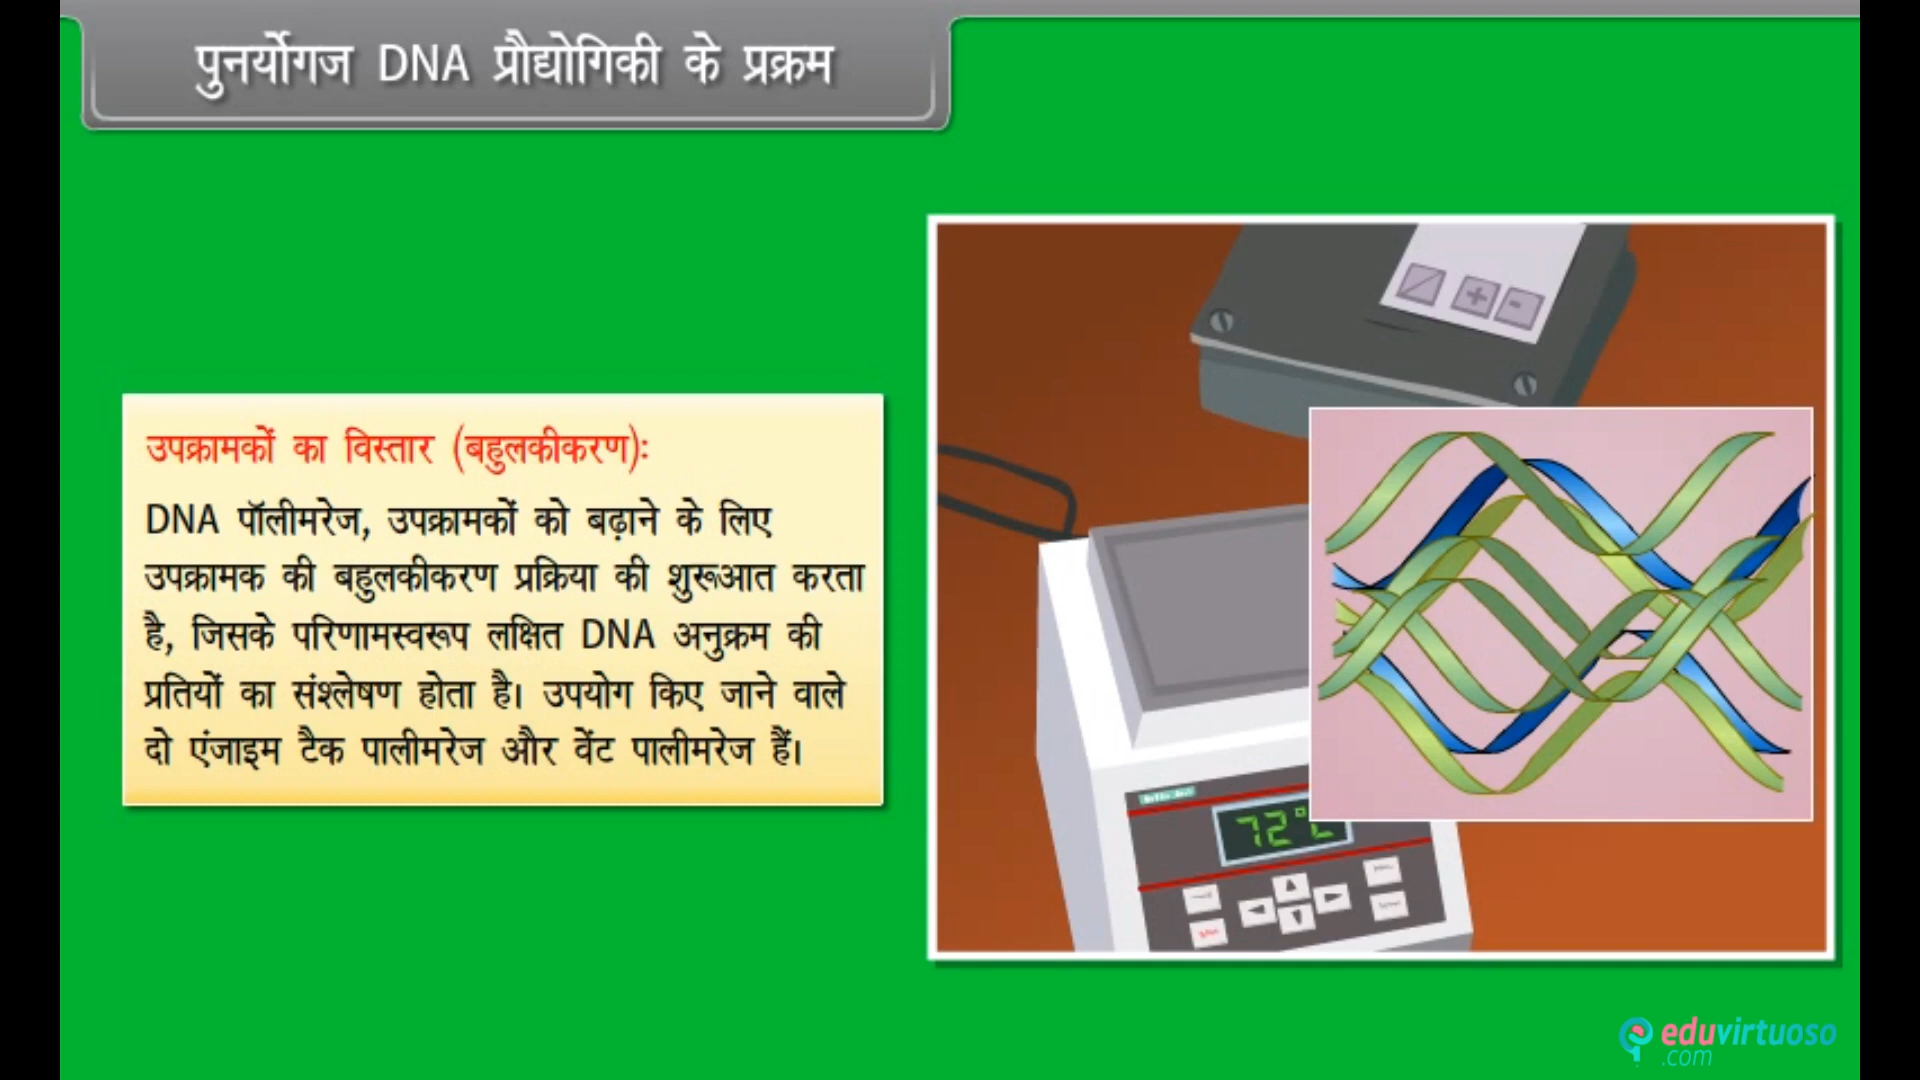 पुनर्योगज DNA प्रौद्योगिकी के प्रक्रम
उपक्रामकों का विस्तार (बहुलकीकरण):
DNA पॉलीमरेज, उपक्रामकों को बढ़ाने के लिए
उपक्रामक की बहुलकीकरण प्रक्रिया की शुरूआत करता
है, जिसके परिणामस्वरूप लक्षित DNA अनुक्रम की
प्रतियों का संश्लेषण होता है। उपयोग किए जाने वाले
दो एंजाइम टैक पालीमरेज और वेंट पालीमरेज हैं।
72°C
eduvirtuoso
.com